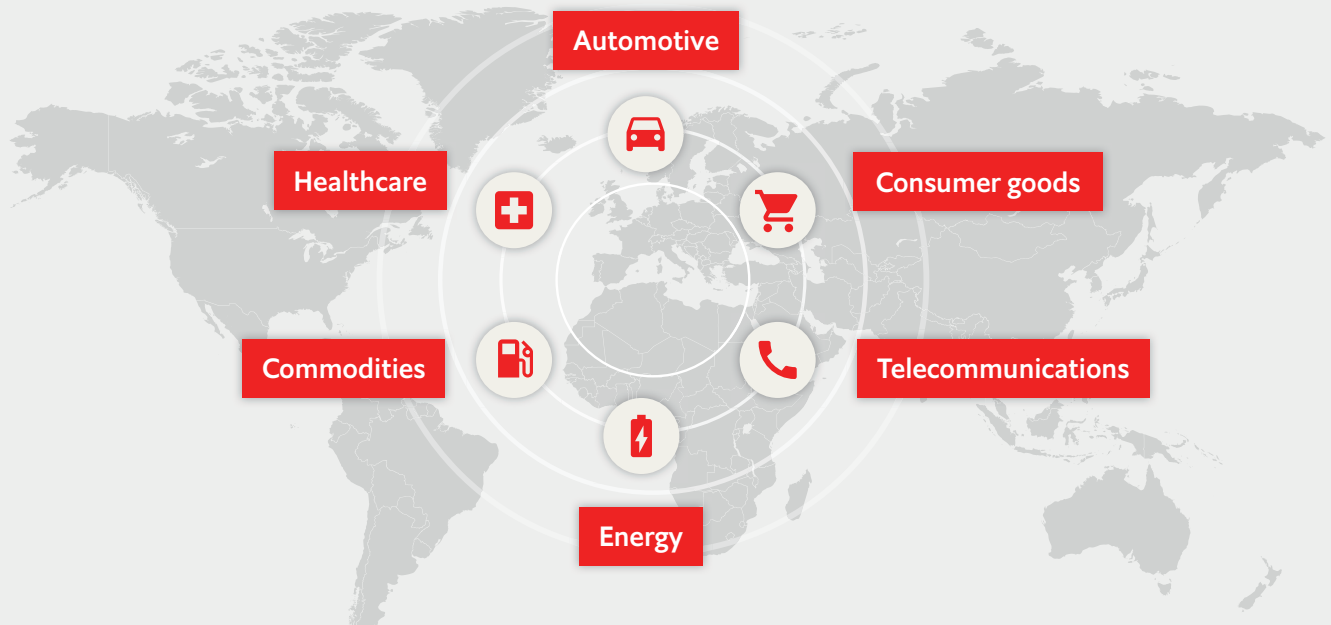 Automotive
Healthcare
Consumer goods
Commodities
Telecommunications
Energy